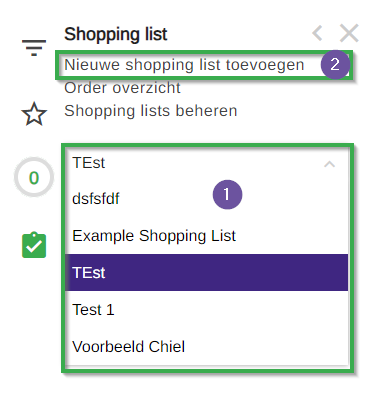 Shopping list
Nieuwe shopping list toevoegen 2
Order overzicht
Shopping lists beheren
0
TEst
dsfsfdf
1
Example Shopping List
TEst
Test 1
Voorbeeld Chiel